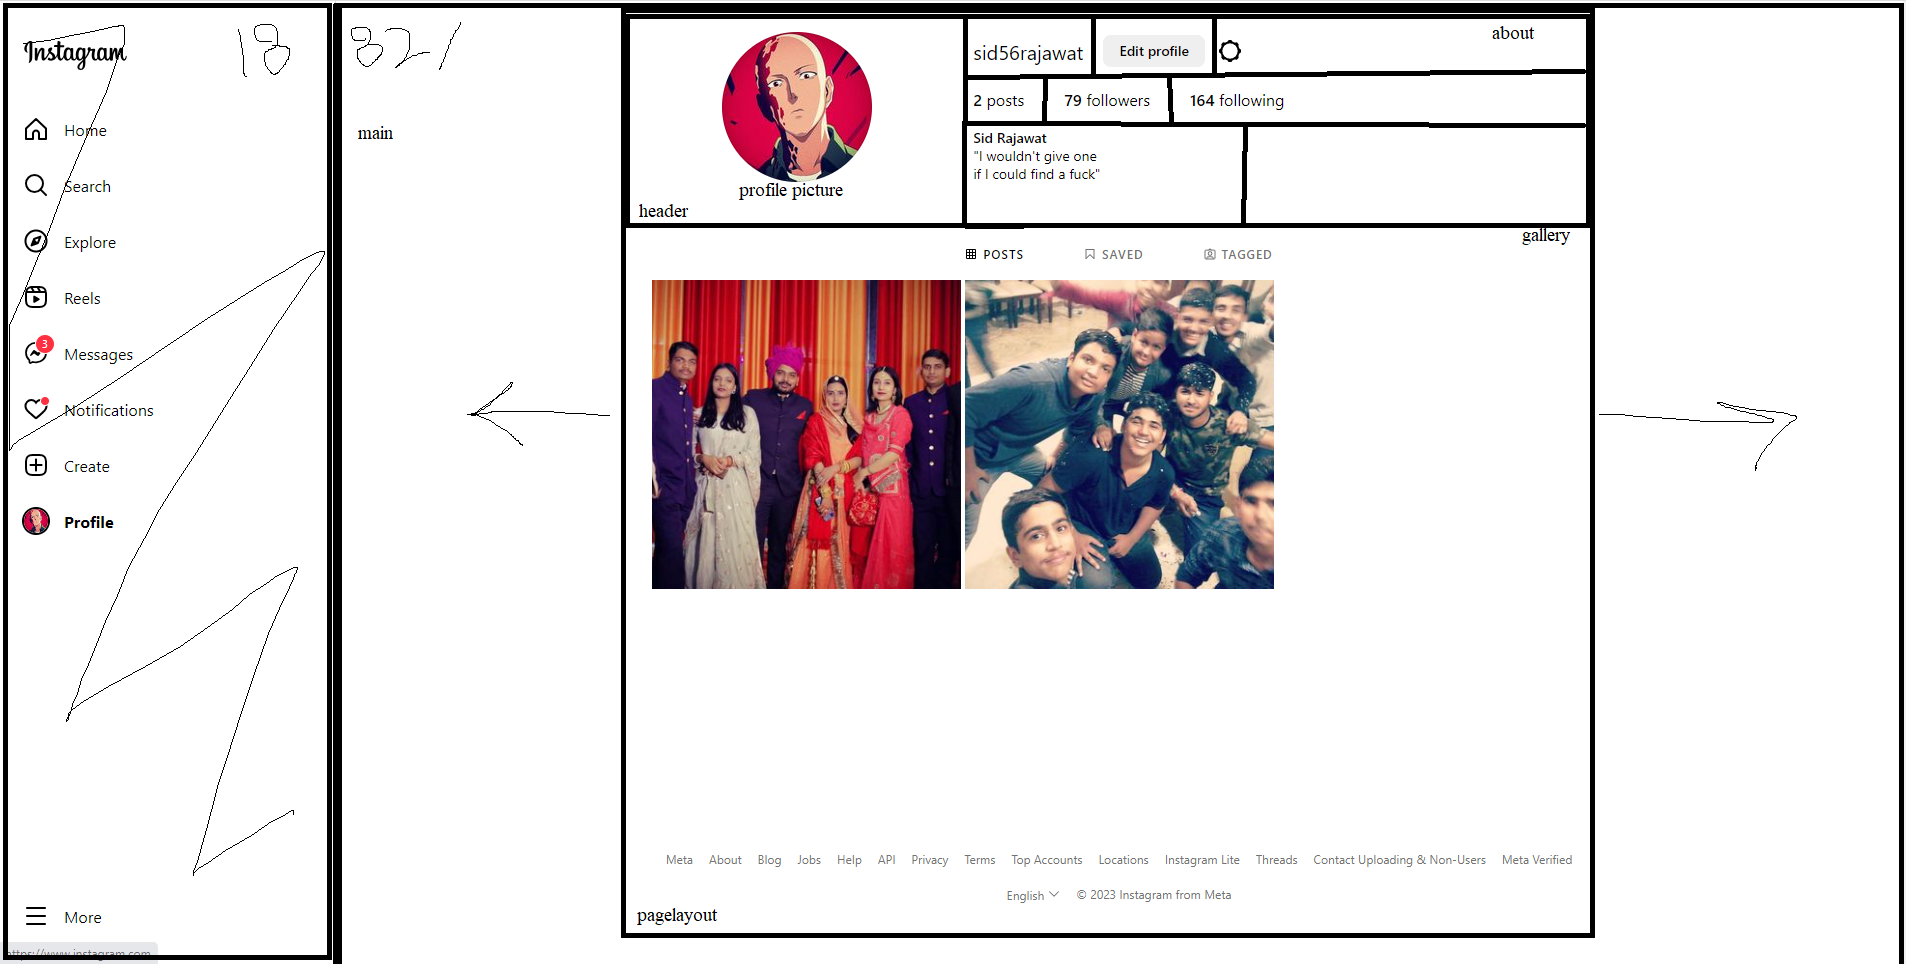 Instagram
18
Home
Search
Explore
Reels
3
Messages
Notifications
Create
Profile
More
https://www.instagram.com
821
main
sid56rajawat
Edit profile
about
2 posts
79 followers
164 following
Sid Rajawat
"I wouldn't give one
if I could find a fuck"
profile picture
header
gallery
POSTS
SAVED
TAGGED
Meta About Blog Jobs Help API Privacy Terms Top Accounts Locations Instagram Lite Threads Contact Uploading & Non-Users Meta Verified
English © 2023 Instagram from Meta
pagelayout